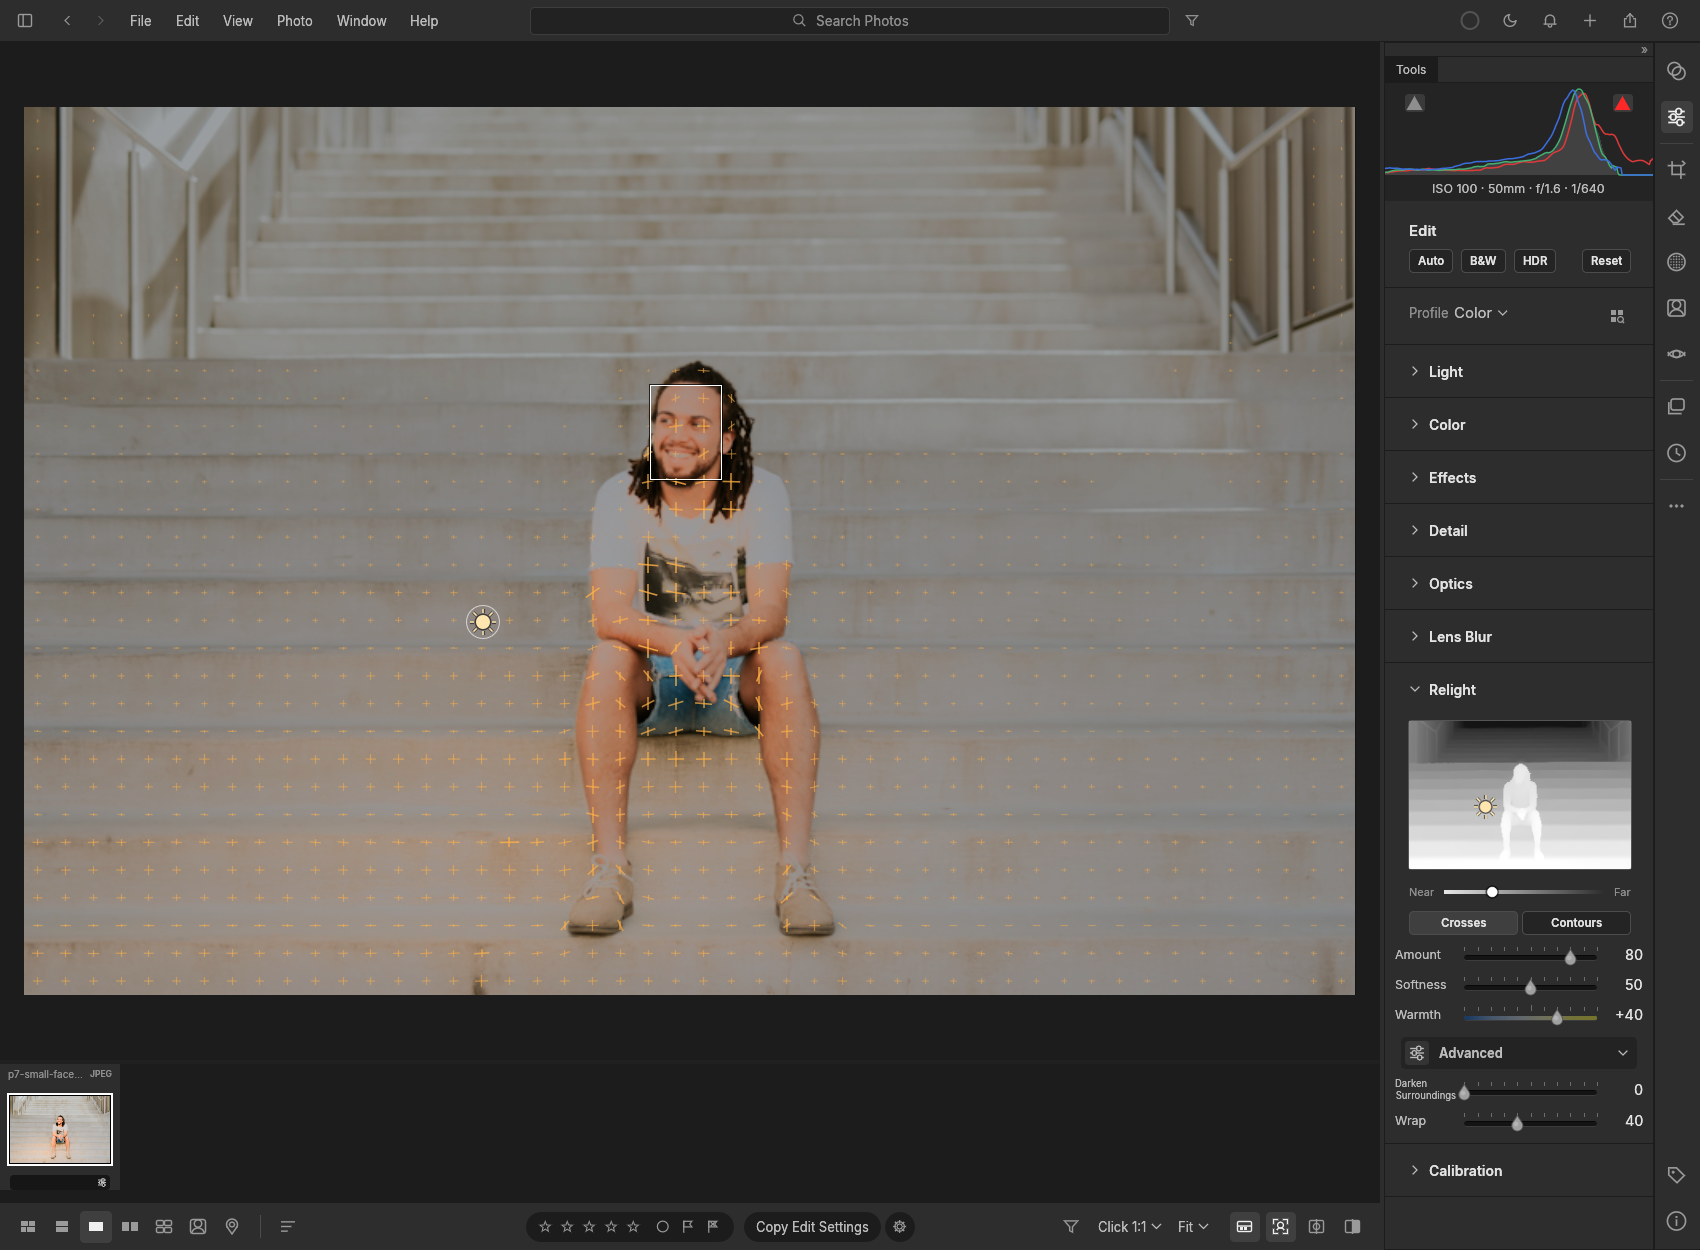 File Edit View Photo Window Help
Search Photos
Tools
ISO 100 · 50mm · f/1.6 · 1/640
Edit
Auto B&W HDR Reset
Profile Color
Light
Color
Effects
Detail
Optics
Lens Blur
Relight
Near Far
Crosses Contours
Amount 80
Softness 50
Warmth +40
Advanced
Darken
Surroundings 0
Wrap 40
Calibration
p7-small-face... JPEG
Copy Edit Settings
Click 1:1 Fit